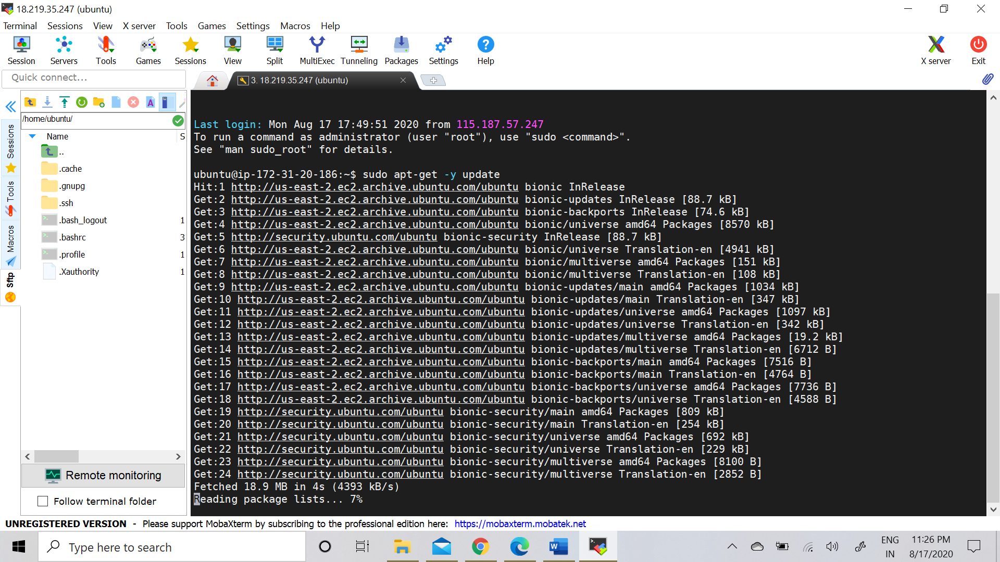 18.219.35.247 (ubuntu)
Terminal Sessions View X server Tools Games Settings Macros Help
Session Servers Tools Games Sessions View Split MultiExec Tunneling Packages Settings Help X server Exit
Quick connect...
3. 18.219.35.247 (ubuntu)
/home/ubuntu/
Name S
..
.cache
.gnupg
.ssh
.bash_logout 1
.bashrc 3
.profile 1
.Xauthority 1
Sessions
Tools
Macros
Sftp
Remote monitoring
Follow terminal folder
Last login: Mon Aug 17 17:49:51 2020 from 115.187.57.247
To run a command as administrator (user "root"), use "sudo <command>".
See "man sudo_root" for details.
ubuntu@ip-172-31-20-186:~$ sudo apt-get -y update
Hit:1 http://us-east-2.ec2.archive.ubuntu.com/ubuntu bionic InRelease
Get:2 http://us-east-2.ec2.archive.ubuntu.com/ubuntu bionic-updates InRelease [88.7 kB]
Get:3 http://us-east-2.ec2.archive.ubuntu.com/ubuntu bionic-backports InRelease [74.6 kB]
Get:4 http://us-east-2.ec2.archive.ubuntu.com/ubuntu bionic/universe amd64 Packages [8570 kB]
Get:5 http://security.ubuntu.com/ubuntu bionic-security InRelease [88.7 kB]
Get:6 http://us-east-2.ec2.archive.ubuntu.com/ubuntu bionic/universe Translation-en [4941 kB]
Get:7 http://us-east-2.ec2.archive.ubuntu.com/ubuntu bionic/multiverse amd64 Packages [151 kB]
Get:8 http://us-east-2.ec2.archive.ubuntu.com/ubuntu bionic/multiverse Translation-en [108 kB]
Get:9 http://us-east-2.ec2.archive.ubuntu.com/ubuntu bionic-updates/main amd64 Packages [1034 kB]
Get:10 http://us-east-2.ec2.archive.ubuntu.com/ubuntu bionic-updates/main Translation-en [347 kB]
Get:11 http://us-east-2.ec2.archive.ubuntu.com/ubuntu bionic-updates/universe amd64 Packages [1097 kB]
Get:12 http://us-east-2.ec2.archive.ubuntu.com/ubuntu bionic-updates/universe Translation-en [342 kB]
Get:13 http://us-east-2.ec2.archive.ubuntu.com/ubuntu bionic-updates/multiverse amd64 Packages [19.2 kB]
Get:14 http://us-east-2.ec2.archive.ubuntu.com/ubuntu bionic-updates/multiverse Translation-en [6712 B]
Get:15 http://us-east-2.ec2.archive.ubuntu.com/ubuntu bionic-backports/main amd64 Packages [7516 B]
Get:16 http://us-east-2.ec2.archive.ubuntu.com/ubuntu bionic-backports/main Translation-en [4764 B]
Get:17 http://us-east-2.ec2.archive.ubuntu.com/ubuntu bionic-backports/universe amd64 Packages [7736 B]
Get:18 http://us-east-2.ec2.archive.ubuntu.com/ubuntu bionic-backports/universe Translation-en [4588 B]
Get:19 http://security.ubuntu.com/ubuntu bionic-security/main amd64 Packages [809 kB]
Get:20 http://security.ubuntu.com/ubuntu bionic-security/main Translation-en [254 kB]
Get:21 http://security.ubuntu.com/ubuntu bionic-security/universe amd64 Packages [692 kB]
Get:22 http://security.ubuntu.com/ubuntu bionic-security/universe Translation-en [229 kB]
Get:23 http://security.ubuntu.com/ubuntu bionic-security/multiverse amd64 Packages [8100 B]
Get:24 http://security.ubuntu.com/ubuntu bionic-security/multiverse Translation-en [2852 B]
Fetched 18.9 MB in 4s (4393 kB/s)
Reading package lists... 7%
UNREGISTERED VERSION - Please support MobaXterm by subscribing to the professional edition here: https://mobaxterm.mobatek.net
Type here to search
ENG 11:26 PM
IN 8/17/2020